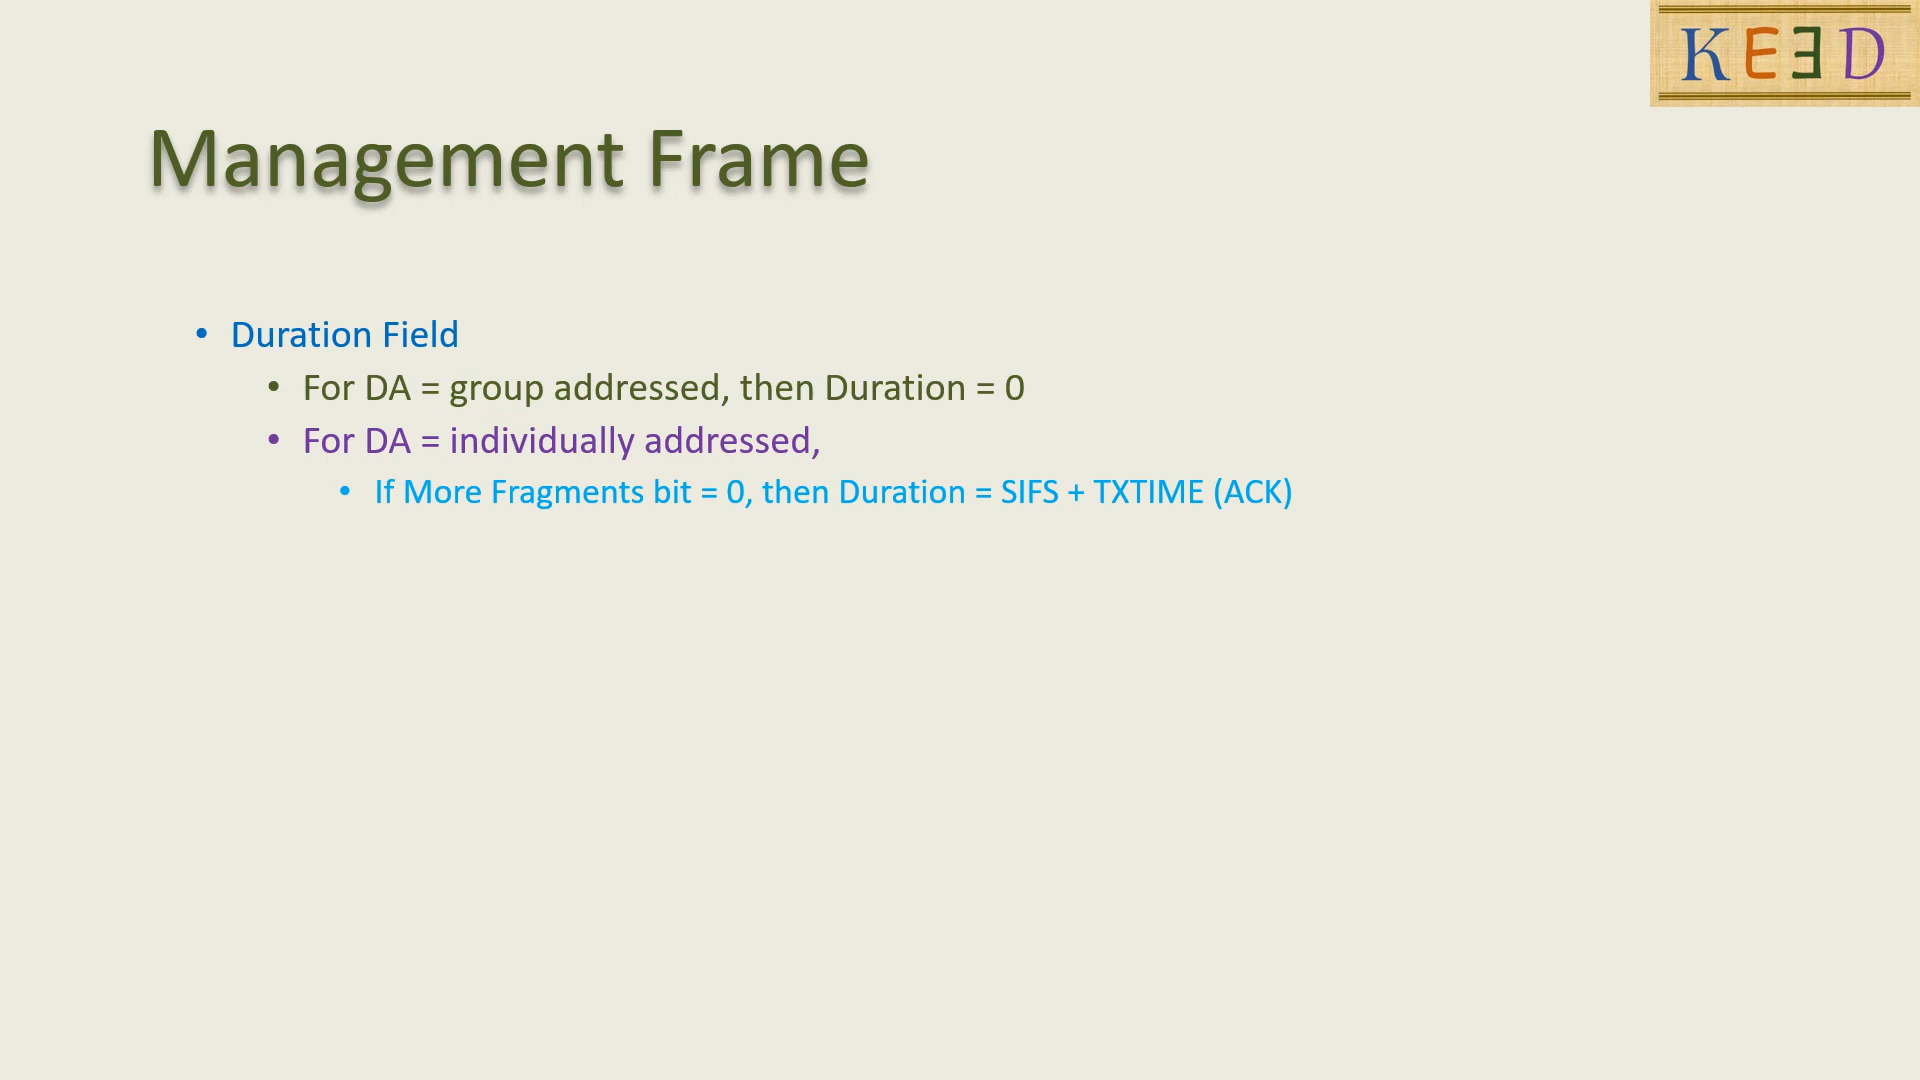 KEED
Management Frame
• Duration Field
• For DA = group addressed, then Duration = 0
• For DA = individually addressed,
• If More Fragments bit = 0, then Duration = SIFS + TXTIME (ACK)